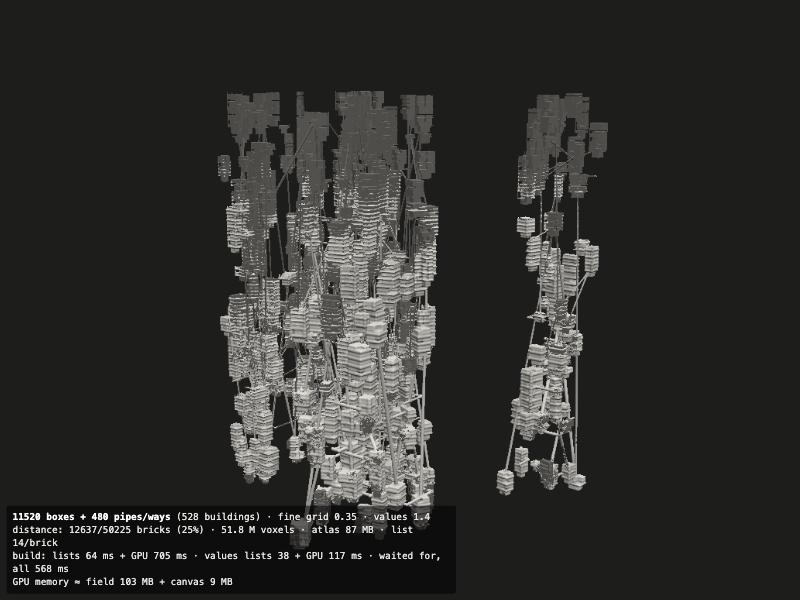 11520 boxes + 480 pipes/ways (528 buildings) · fine grid 0.35 · values 1.4
distance: 12637/50225 bricks (25%) · 51.8 M voxels · atlas 87 MB · list
14/brick
build: lists 64 ms + GPU 705 ms · values lists 38 + GPU 117 ms · waited for,
all 568 ms
GPU memory ≈ field 103 MB + canvas 9 MB